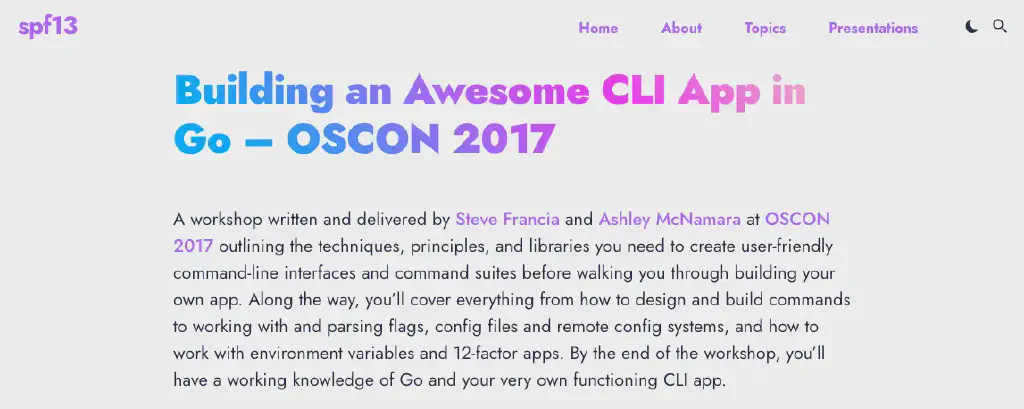 spf13
Home About Topics Presentations
Building an Awesome CLI App in
Go – OSCON 2017
A workshop written and delivered by Steve Francia and Ashley McNamara at OSCON
2017 outlining the techniques, principles, and libraries you need to create user-friendly
command-line interfaces and command suites before walking you through building your
own app. Along the way, you’ll cover everything from how to design and build commands
to working with and parsing flags, config files and remote config systems, and how to
work with environment variables and 12-factor apps. By the end of the workshop, you’ll
have a working knowledge of Go and your very own functioning CLI app.